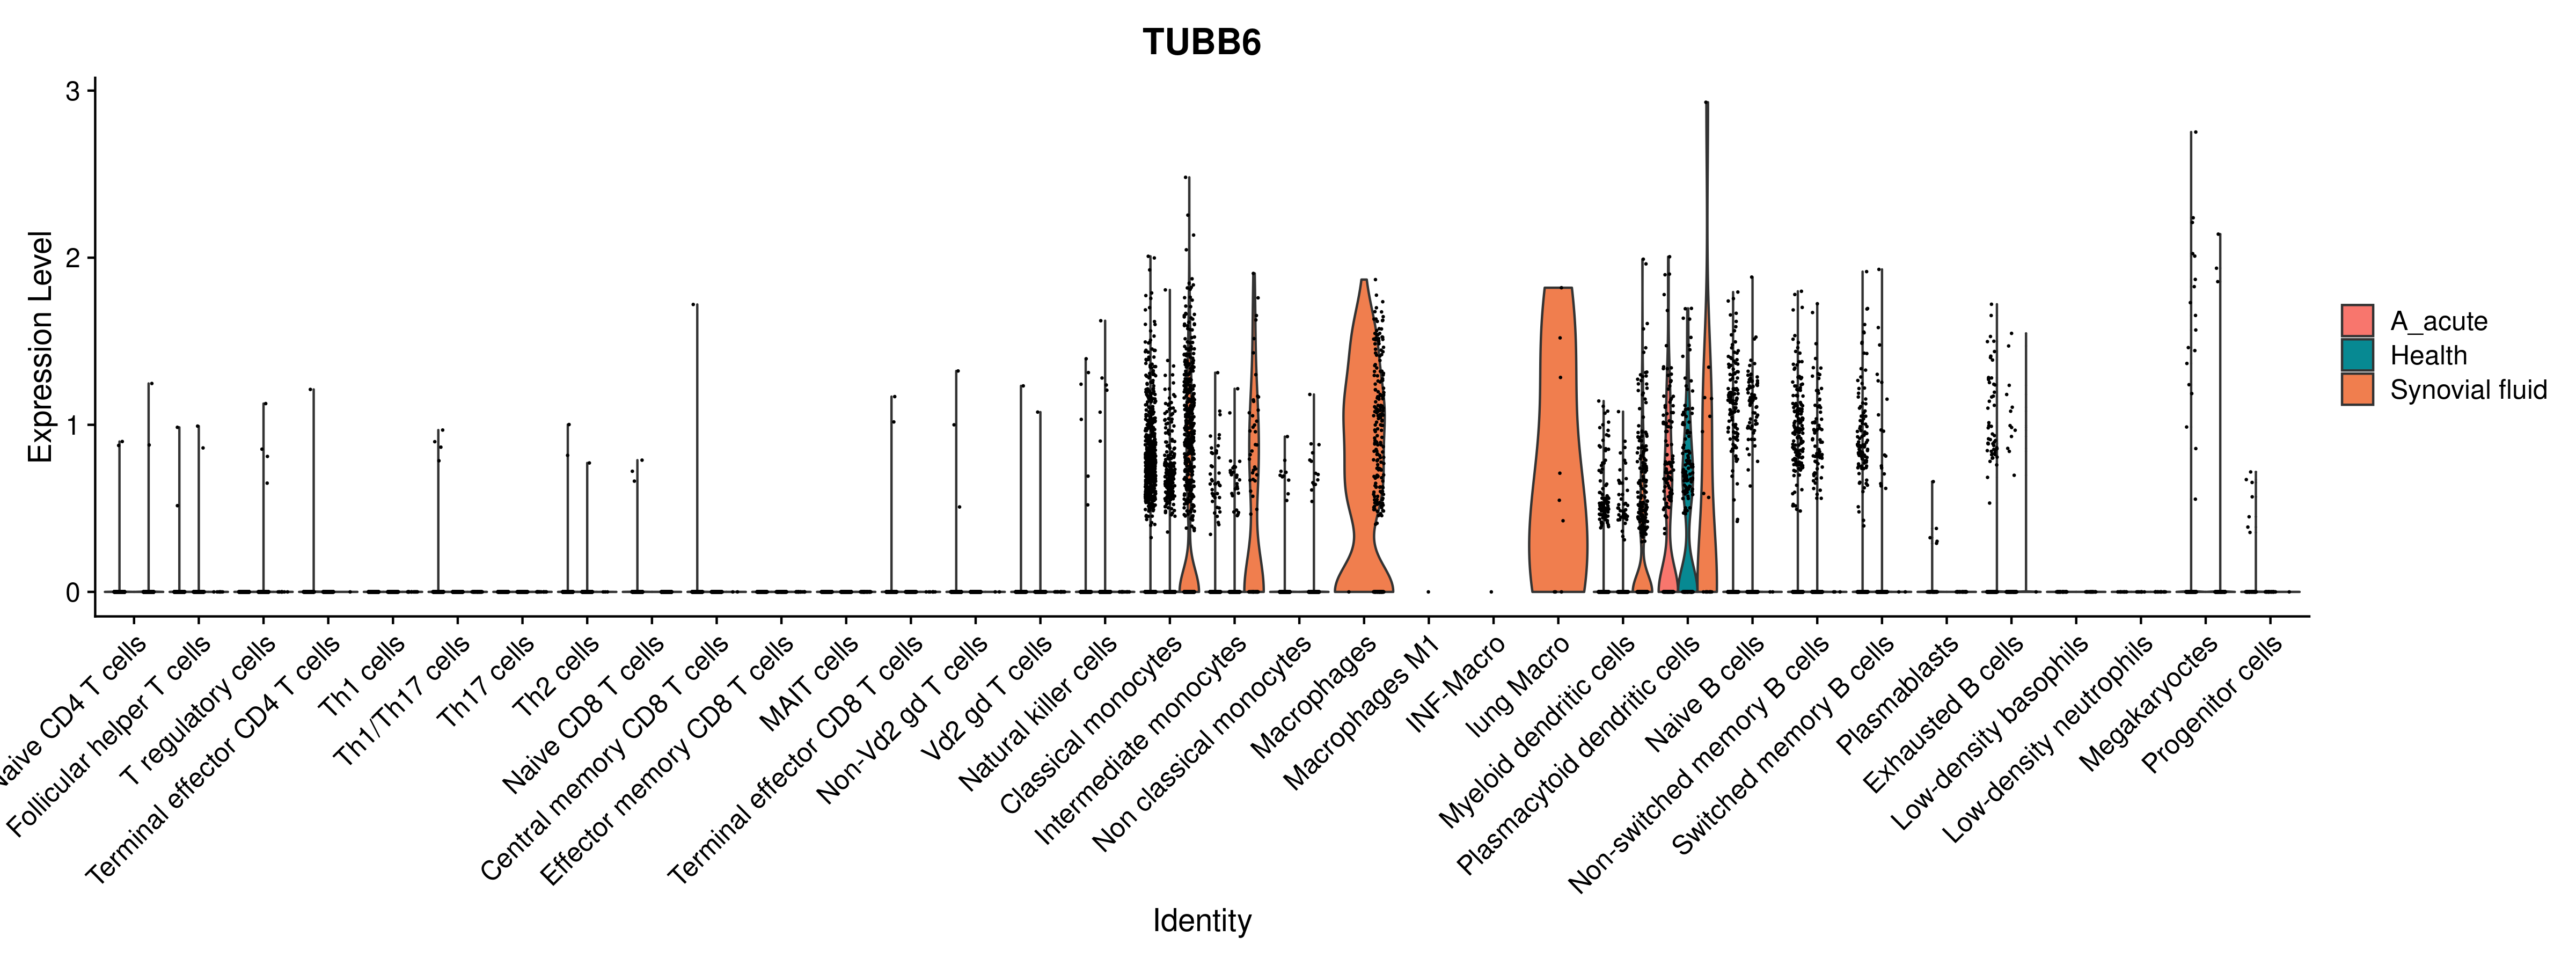 TUBB6
Expression Level
3
2
1
0
Naive CD4 T cells
Follicular helper T cells
T regulatory cells
Terminal effector CD4 T cells
Th1 cells
Th1/Th17 cells
Th17 cells
Th2 cells
Naive CD8 T cells
Central memory CD8 T cells
Effector memory CD8 T cells
MAIT cells
Terminal effector CD8 T cells
Non-Vd2 gd T cells
Vd2 gd T cells
Natural killer cells
Classical monocytes
Intermediate monocytes
Non classical monocytes
Macrophages
Macrophages M1
INF-Macro
lung Macro
Myeloid dendritic cells
Plasmacytoid dendritic cells
Naive B cells
Non-switched memory B cells
Switched memory B cells
Plasmablasts
Exhausted B cells
Low-density basophils
Low-density neutrophils
Megakaryoctes
Progenitor cells
Identity
A_acute
Health
Synovial fluid